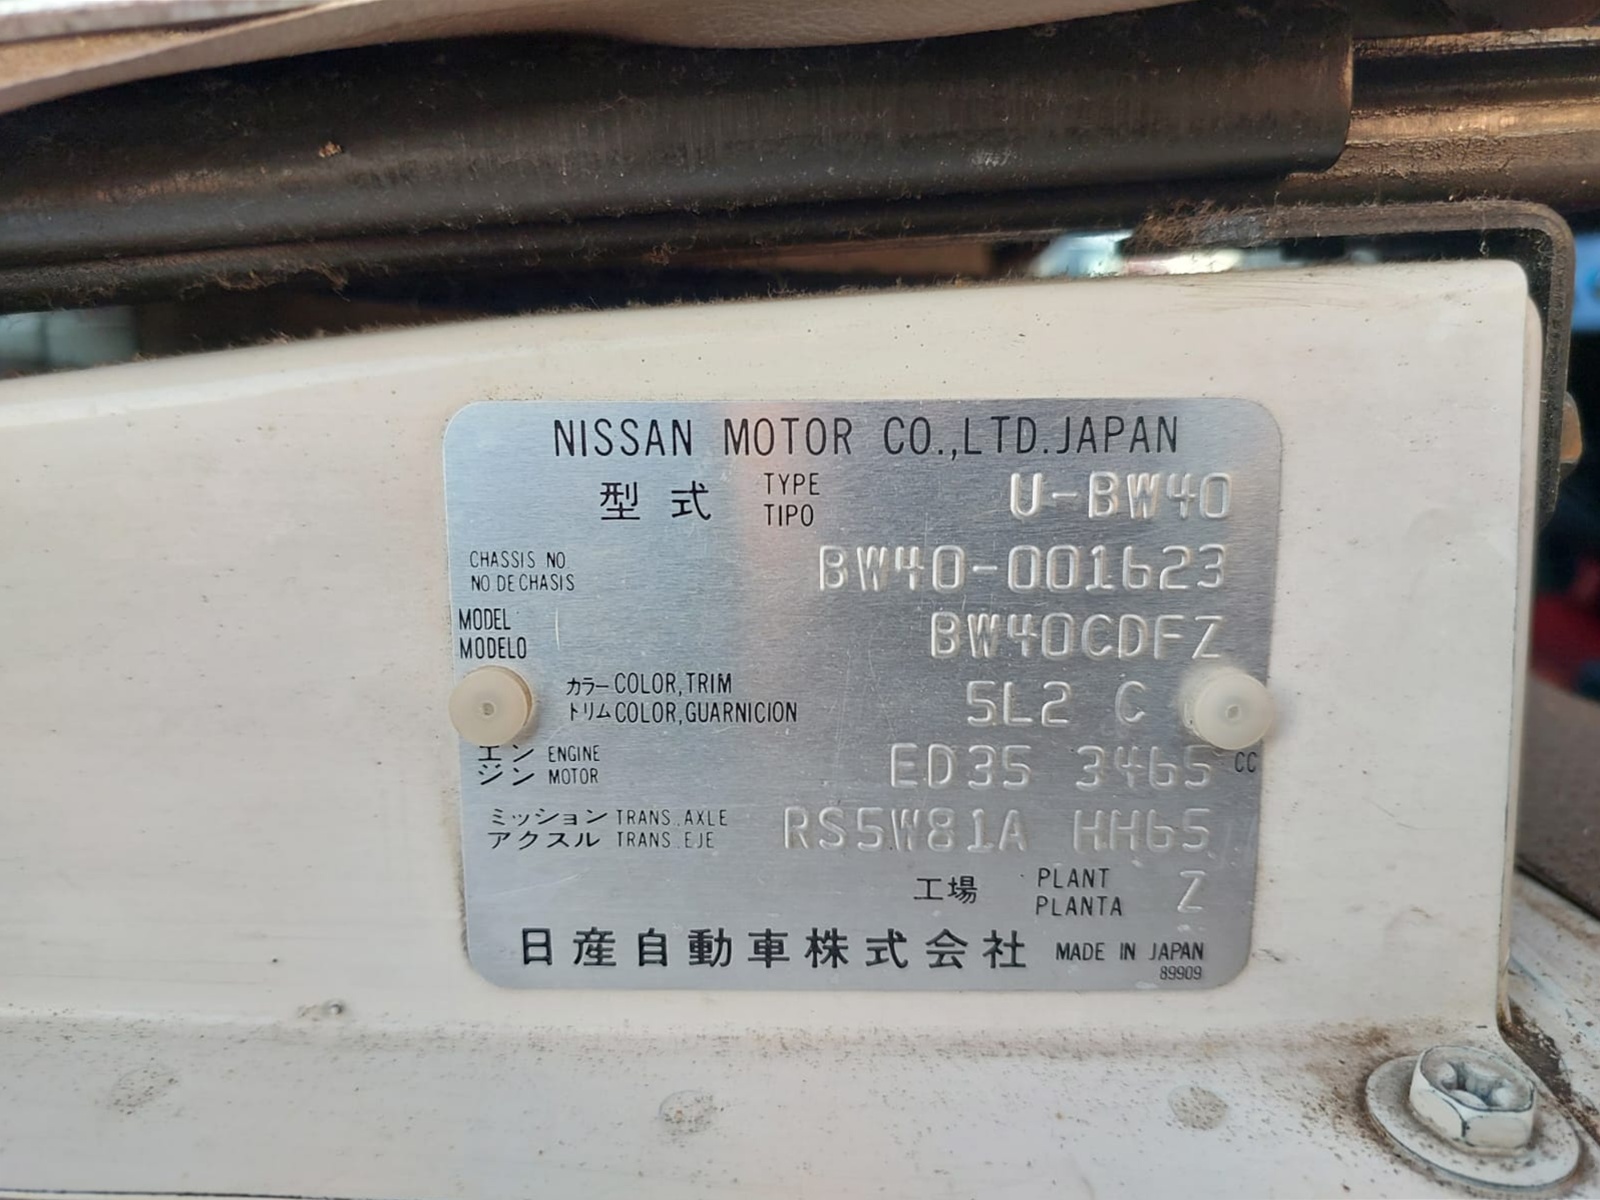 NISSAN MOTOR CO.,LTD.JAPAN
型式 TYPE U-BW40
TIPO
CHASSIS NO BW40-001623
NO DE CHASIS
MODEL BW40CDFZ
MODELO
カラー COLOR,TRIM 5L2 C
トリム COLOR,GUARNICION
エン ENGINE ED35 3465 CC
ジン MOTOR
ミッション TRANS.AXLE RS5W81A HH65
アクスル TRANS.EJE
工場 PLANT Z
PLANTA
日産自動車株式会社 MADE IN JAPAN
89909